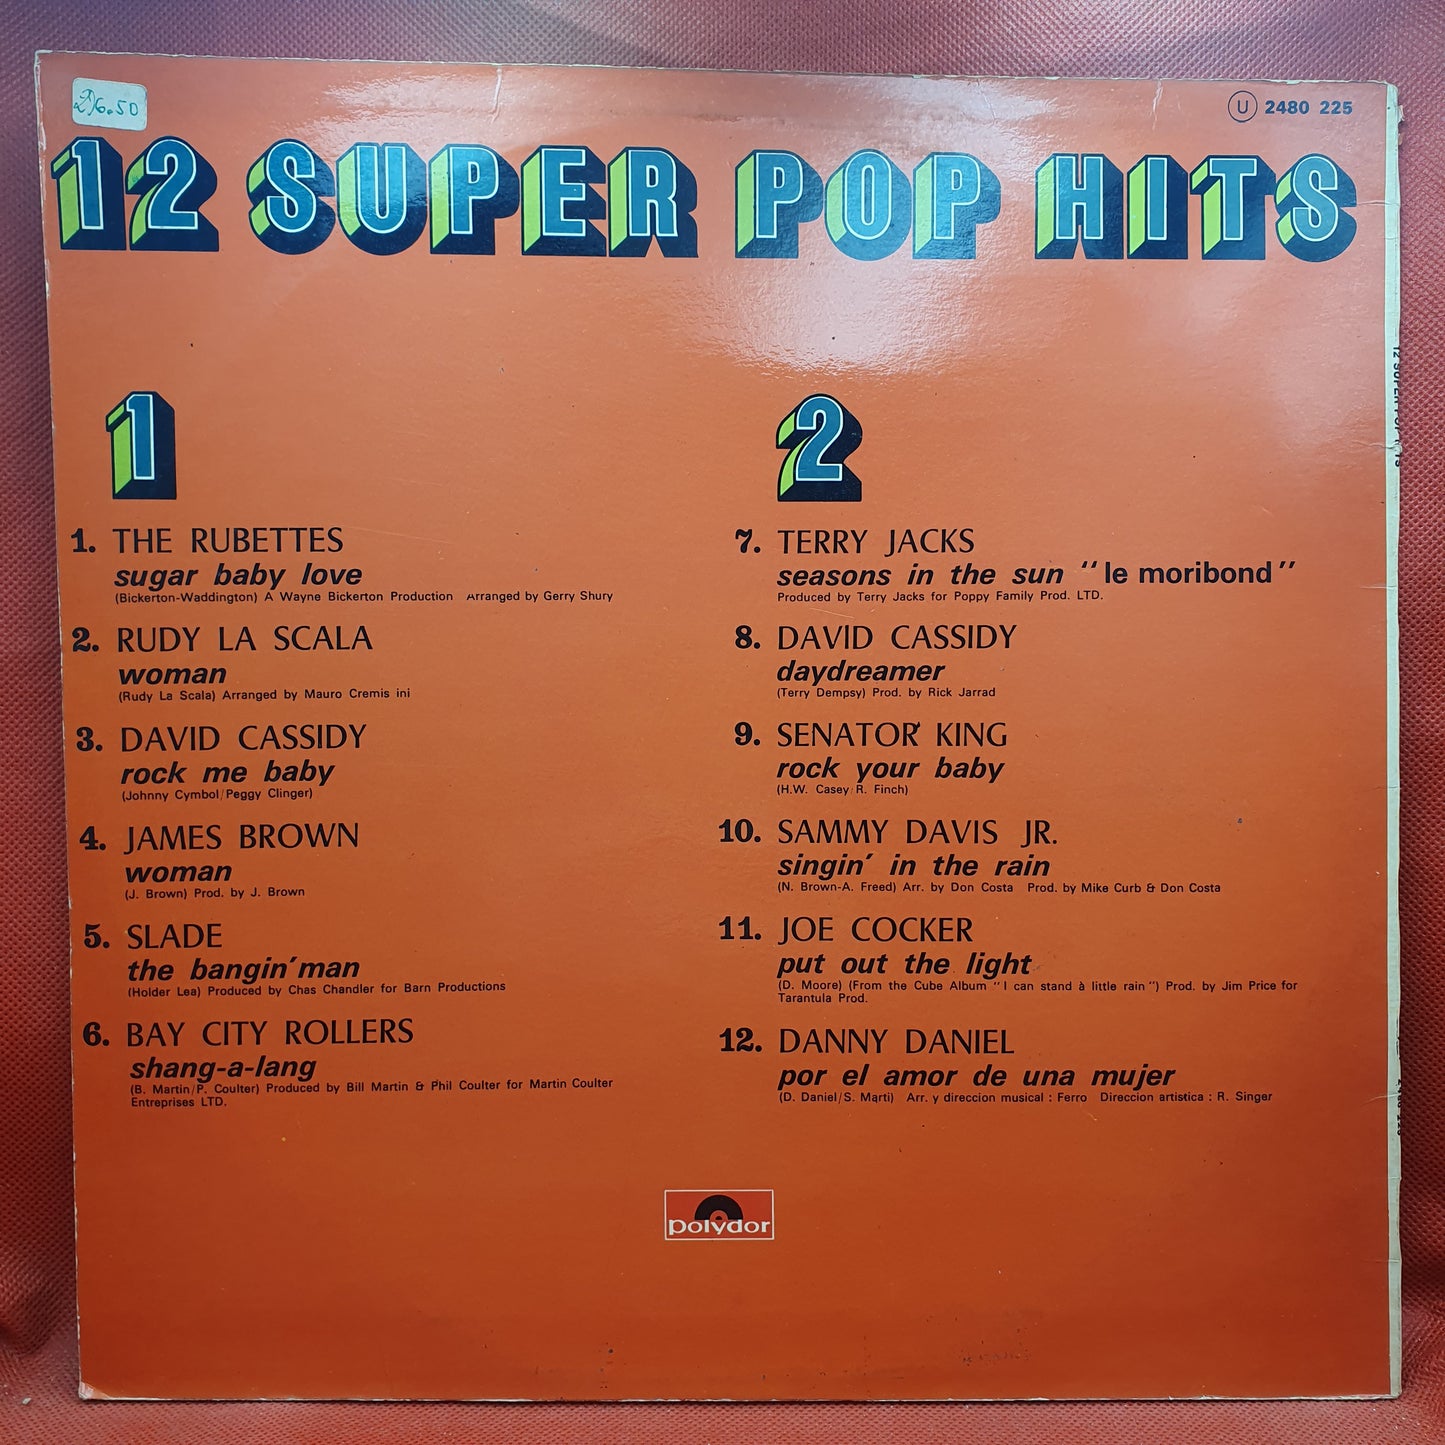 6.50
U 2480 225
12 SUPER POP HITS
1
1. THE RUBETTES
sugar baby love
(Bickerton-Waddington) A Wayne Bickerton Production Arranged by Gerry Shury
2. RUDY LA SCALA
woman
(Rudy La Scala) Arranged by Mauro Cremis ini
3. DAVID CASSIDY
rock me baby
(Johnny Cymbol/Peggy Clinger)
4. JAMES BROWN
woman
(J. Brown) Prod. by J. Brown
5. SLADE
the bangin' man
(Holder Lea) Produced by Chas Chandler for Barn Productions
6. BAY CITY ROLLERS
shang-a-lang
(B. Martin/P. Coulter) Produced by Bill Martin & Phil Coulter for Martin Coulter
Entreprises LTD.
2
7. TERRY JACKS
seasons in the sun "le moribond"
Produced by Terry Jacks for Poppy Family Prod. LTD.
8. DAVID CASSIDY
daydreamer
(Terry Dempsy) Prod. by Rick Jarrad
9. SENATOR KING
rock your baby
(H.W. Casey/R. Finch)
10. SAMMY DAVIS JR.
singin' in the rain
(N. Brown-A. Freed) Arr. by Don Costa Prod. by Mike Curb & Don Costa
11. JOE COCKER
put out the light
(D. Moore) (From the Cube Album "I can stand à little rain") Prod. by Jim Price for
Tarantula Prod.
12. DANNY DANIEL
por el amor de una mujer
(D. Daniel/S. Marti) Arr. y direccion musical : Ferro Direccion artistica : R. Singer
polydor
12 SUPER POP